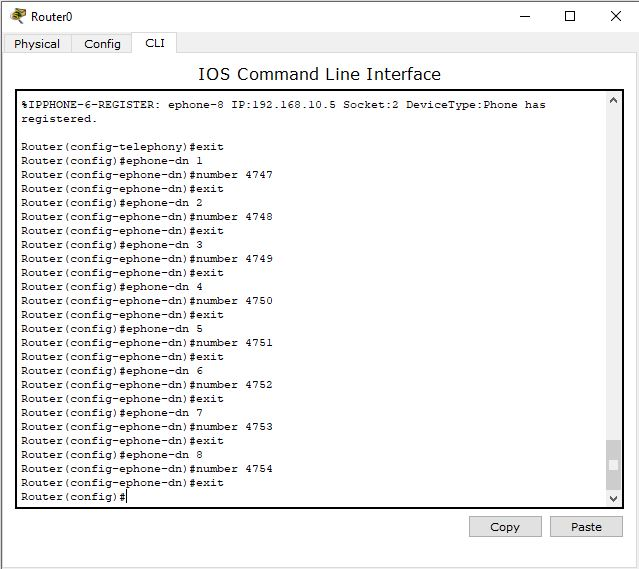 Router0
Physical Config CLI
IOS Command Line Interface
%IPPHONE-6-REGISTER: ephone-8 IP:192.168.10.5 Socket:2 DeviceType:Phone has
registered.
Router(config-telephony)#exit
Router(config)#ephone-dn 1
Router(config-ephone-dn)#number 4747
Router(config-ephone-dn)#exit
Router(config)#ephone-dn 2
Router(config-ephone-dn)#number 4748
Router(config-ephone-dn)#exit
Router(config)#ephone-dn 3
Router(config-ephone-dn)#number 4749
Router(config-ephone-dn)#exit
Router(config)#ephone-dn 4
Router(config-ephone-dn)#number 4750
Router(config-ephone-dn)#exit
Router(config)#ephone-dn 5
Router(config-ephone-dn)#number 4751
Router(config-ephone-dn)#exit
Router(config)#ephone-dn 6
Router(config-ephone-dn)#number 4752
Router(config-ephone-dn)#exit
Router(config)#ephone-dn 7
Router(config-ephone-dn)#number 4753
Router(config-ephone-dn)#exit
Router(config)#ephone-dn 8
Router(config-ephone-dn)#number 4754
Router(config-ephone-dn)#exit
Router(config)#
Copy Paste